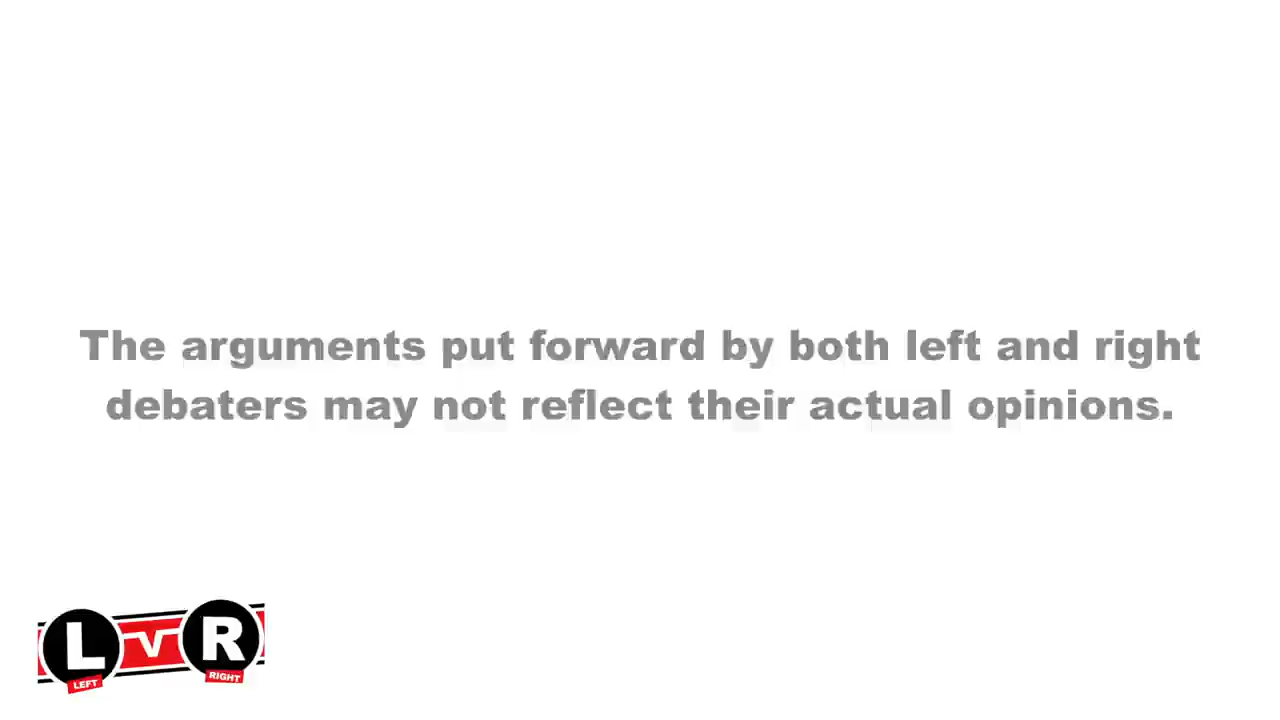 The arguments put forward by both left and right
debaters may not reflect their actual opinions.
L v R
LEFT
RIGHT